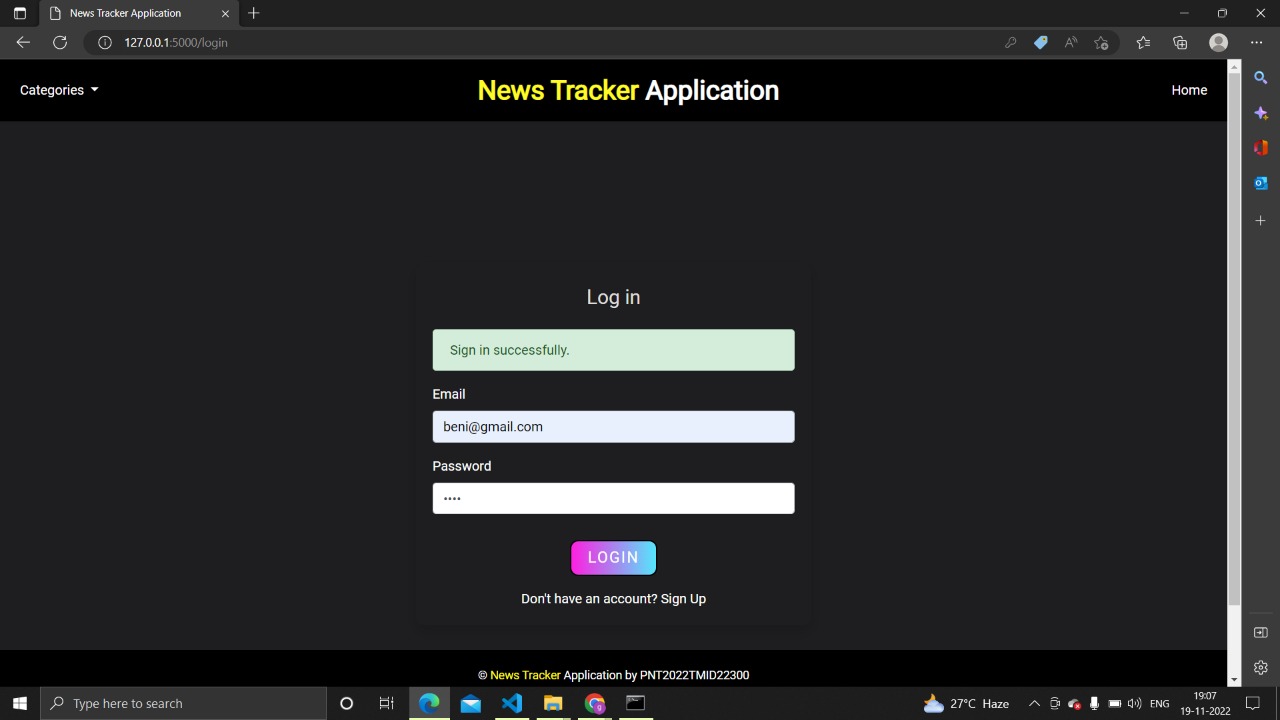 News Tracker Application
127.0.0.1:5000/login
Categories
News Tracker Application
Home
Log in
Sign in successfully.
Email
beni@gmail.com
Password
LOGIN
Don't have an account? Sign Up
© News Tracker Application by PNT2022TMID22300
Type here to search
27°C Haze
ENG
19:07
19-11-2022